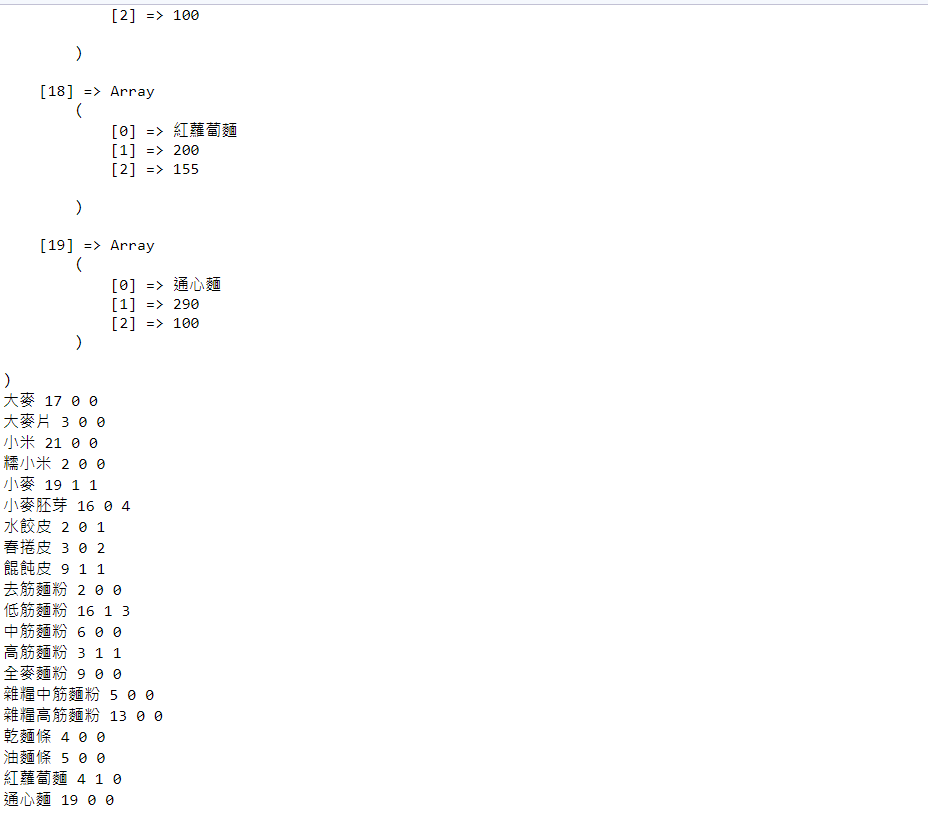 [2] => 100
)
[18] => Array
(
[0] => 紅蘿蔔麵
[1] => 200
[2] => 155
)
[19] => Array
(
[0] => 通心麵
[1] => 290
[2] => 100
)
)
大麥 17 0 0
大麥片 3 0 0
小米 21 0 0
糯小米 2 0 0
小麥 19 1 1
小麥胚芽 16 0 4
水餃皮 2 0 1
春捲皮 3 0 2
餛飩皮 9 1 1
去筋麵粉 2 0 0
低筋麵粉 16 1 3
中筋麵粉 6 0 0
高筋麵粉 3 1 1
全麥麵粉 9 0 0
雜糧中筋麵粉 5 0 0
雜糧高筋麵粉 13 0 0
乾麵條 4 0 0
油麵條 5 0 0
紅蘿蔔麵 4 1 0
通心麵 19 0 0